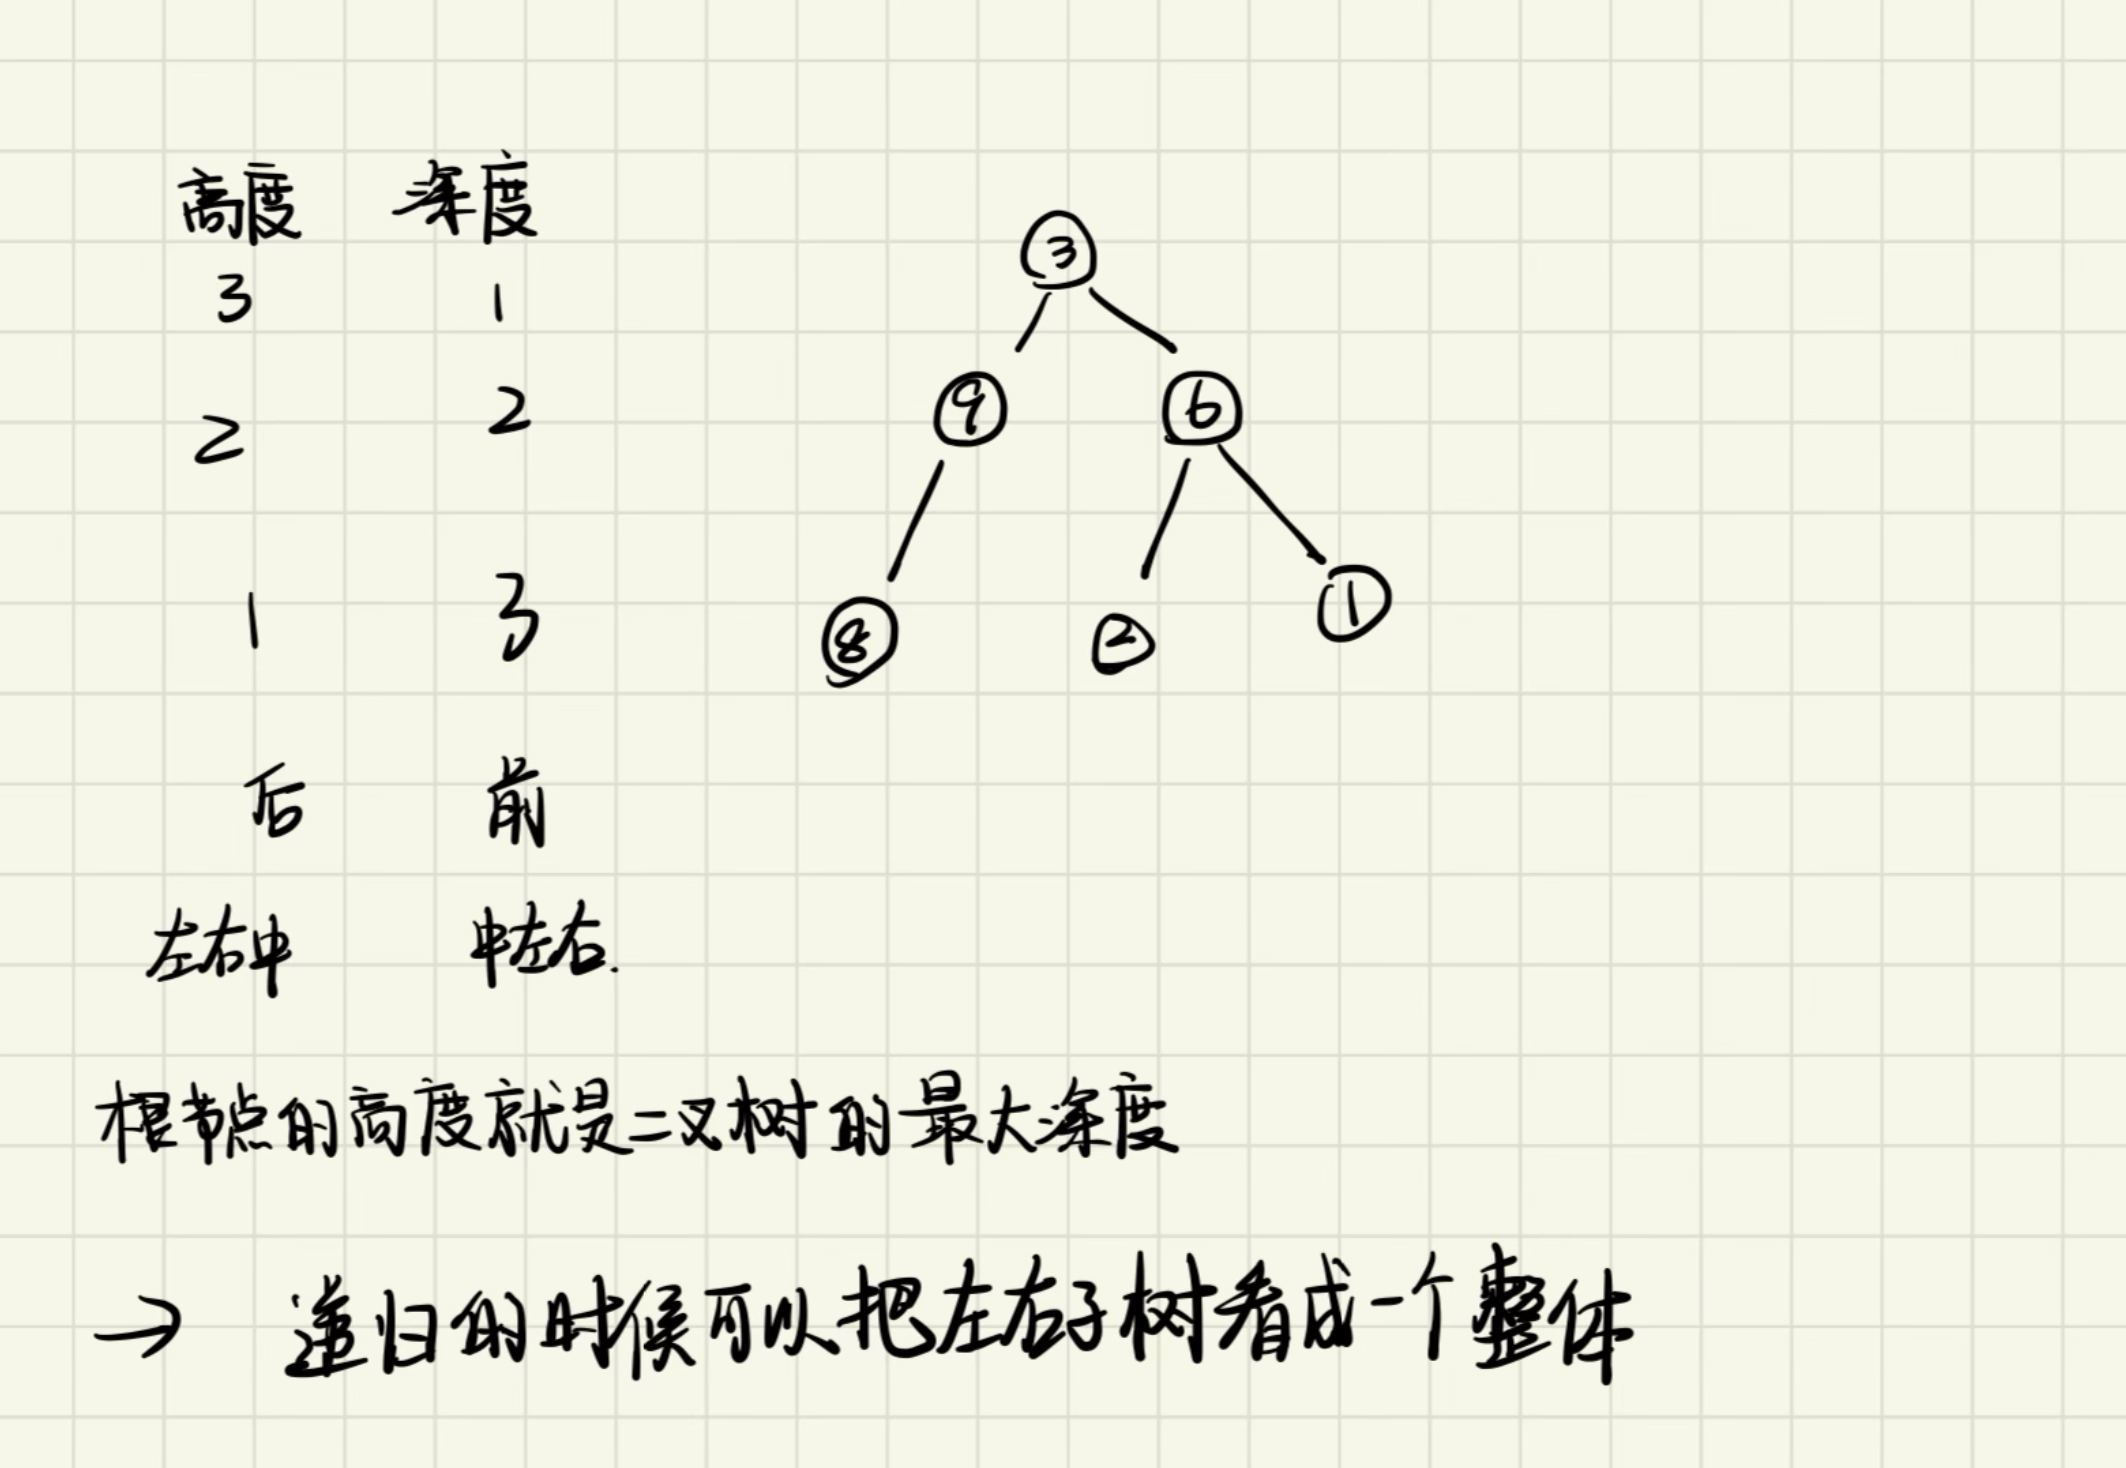 高度 深度
3 1 3
2 2 9 6
1 3 8 2 1
后 前
左右中 中左右.
根节点的高度就是二叉树的最大深度
→ 递归的时候可以把左右子树看成一个整体